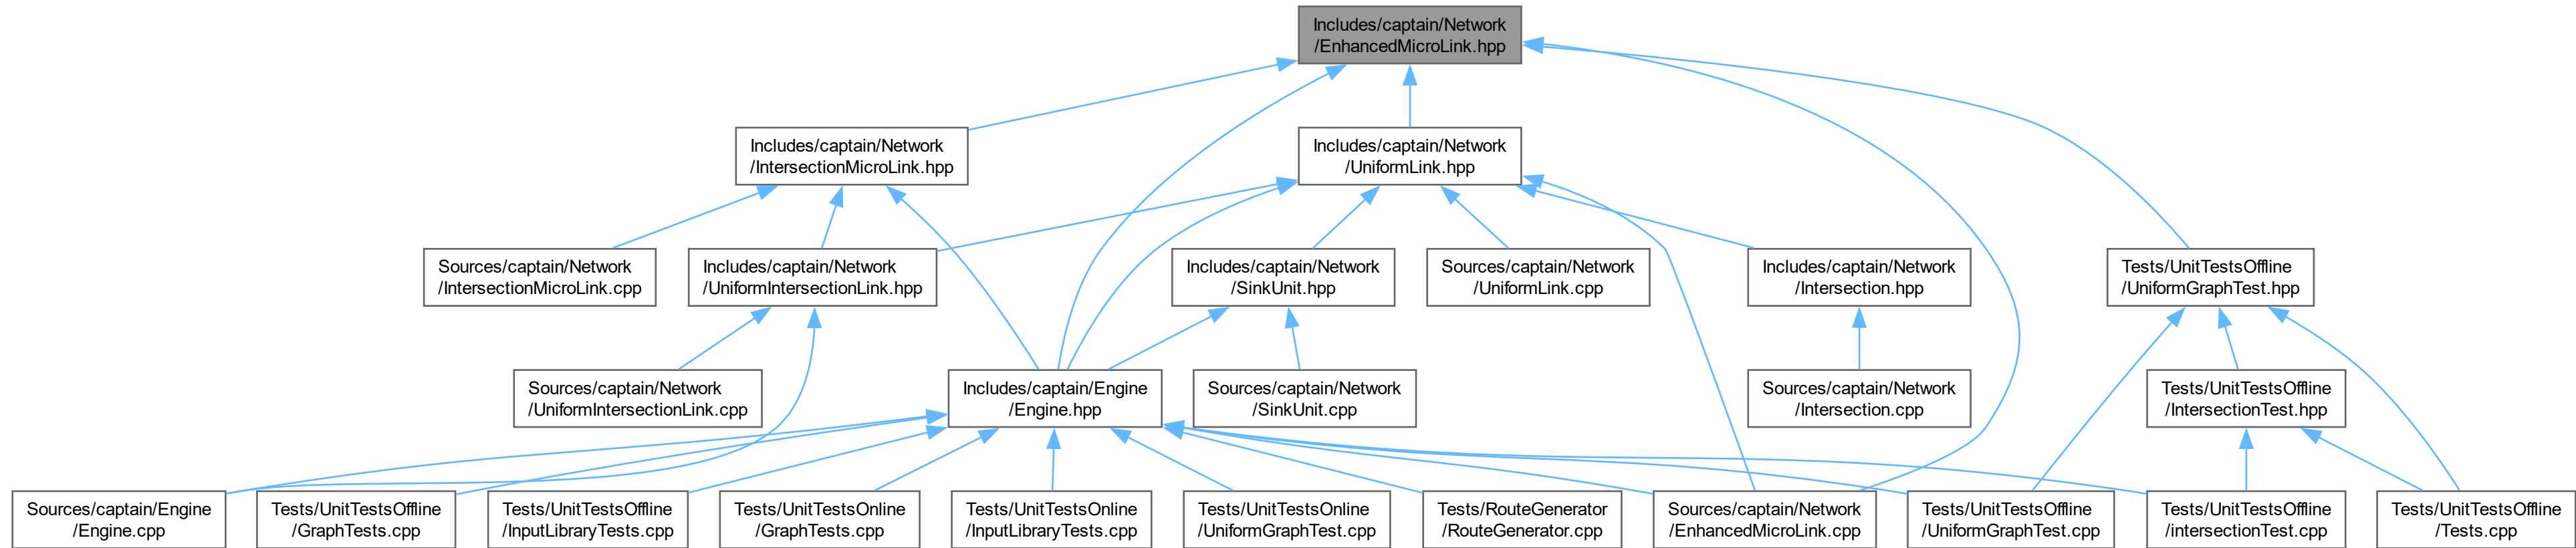 Includes/captain/Network
/EnhancedMicroLink.hpp
Includes/captain/Network
/IntersectionMicroLink.hpp
Includes/captain/Network
/UniformLink.hpp
Sources/captain/Network
/IntersectionMicroLink.cpp
Includes/captain/Network
/UniformIntersectionLink.hpp
Includes/captain/Network
/SinkUnit.hpp
Sources/captain/Network
/UniformLink.cpp
Includes/captain/Network
/Intersection.hpp
Tests/UnitTestsOffline
/UniformGraphTest.hpp
Sources/captain/Network
/UniformIntersectionLink.cpp
Includes/captain/Engine
/Engine.hpp
Sources/captain/Network
/SinkUnit.cpp
Sources/captain/Network
/Intersection.cpp
Tests/UnitTestsOffline
/IntersectionTest.hpp
Sources/captain/Engine
/Engine.cpp
Tests/UnitTestsOffline
/GraphTests.cpp
Tests/UnitTestsOffline
/InputLibraryTests.cpp
Tests/UnitTestsOnline
/GraphTests.cpp
Tests/UnitTestsOnline
/InputLibraryTests.cpp
Tests/UnitTestsOnline
/UniformGraphTest.cpp
Tests/RouteGenerator
/RouteGenerator.cpp
Sources/captain/Network
/EnhancedMicroLink.cpp
Tests/UnitTestsOffline
/UniformGraphTest.cpp
Tests/UnitTestsOffline
/intersectionTest.cpp
Tests/UnitTestsOffline
/Tests.cpp